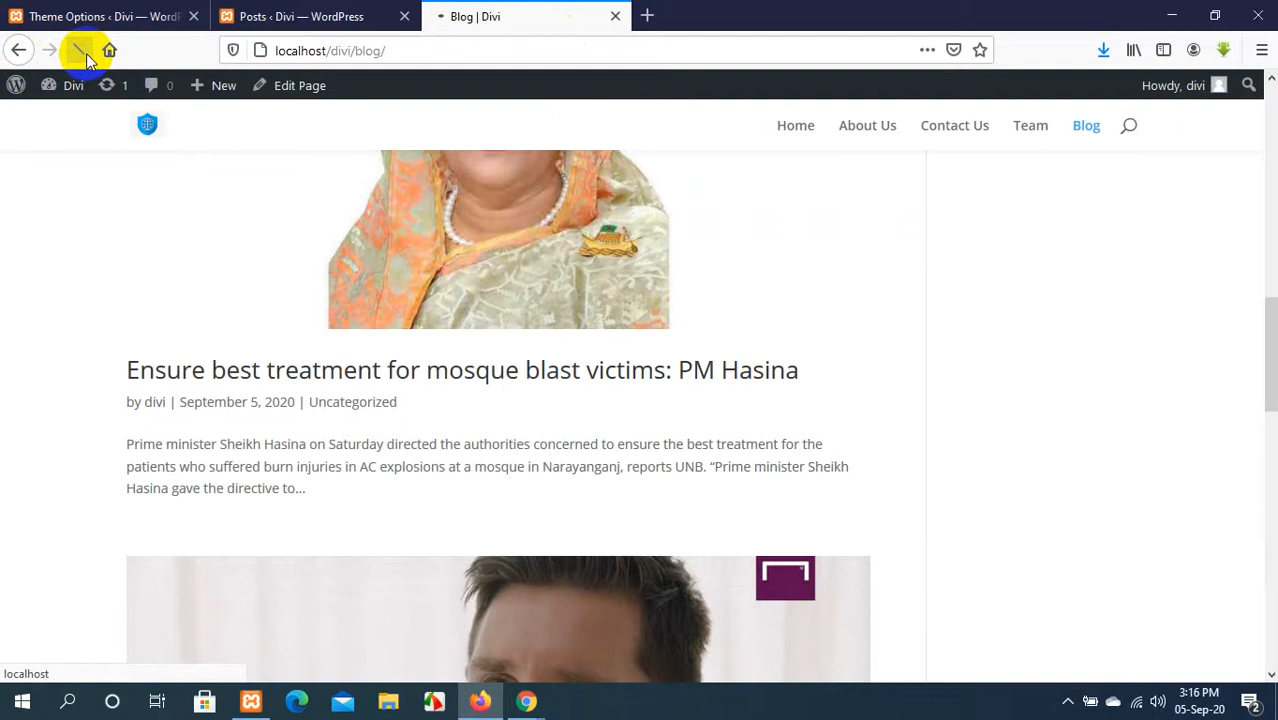 Theme Options ‹ Divi — WordP
Posts ‹ Divi — WordPress
Blog | Divi
localhost/divi/blog/
Divi
1
0
New
Edit Page
Howdy, divi
Home
About Us
Contact Us
Team
Blog
Ensure best treatment for mosque blast victims: PM Hasina
by divi | September 5, 2020 | Uncategorized
Prime minister Sheikh Hasina on Saturday directed the authorities concerned to ensure the best treatment for the
patients who suffered burn injuries in AC explosions at a mosque in Narayanganj, reports UNB. “Prime minister Sheikh
Hasina gave the directive to...
localhost
3:16 PM
05-Sep-20
2